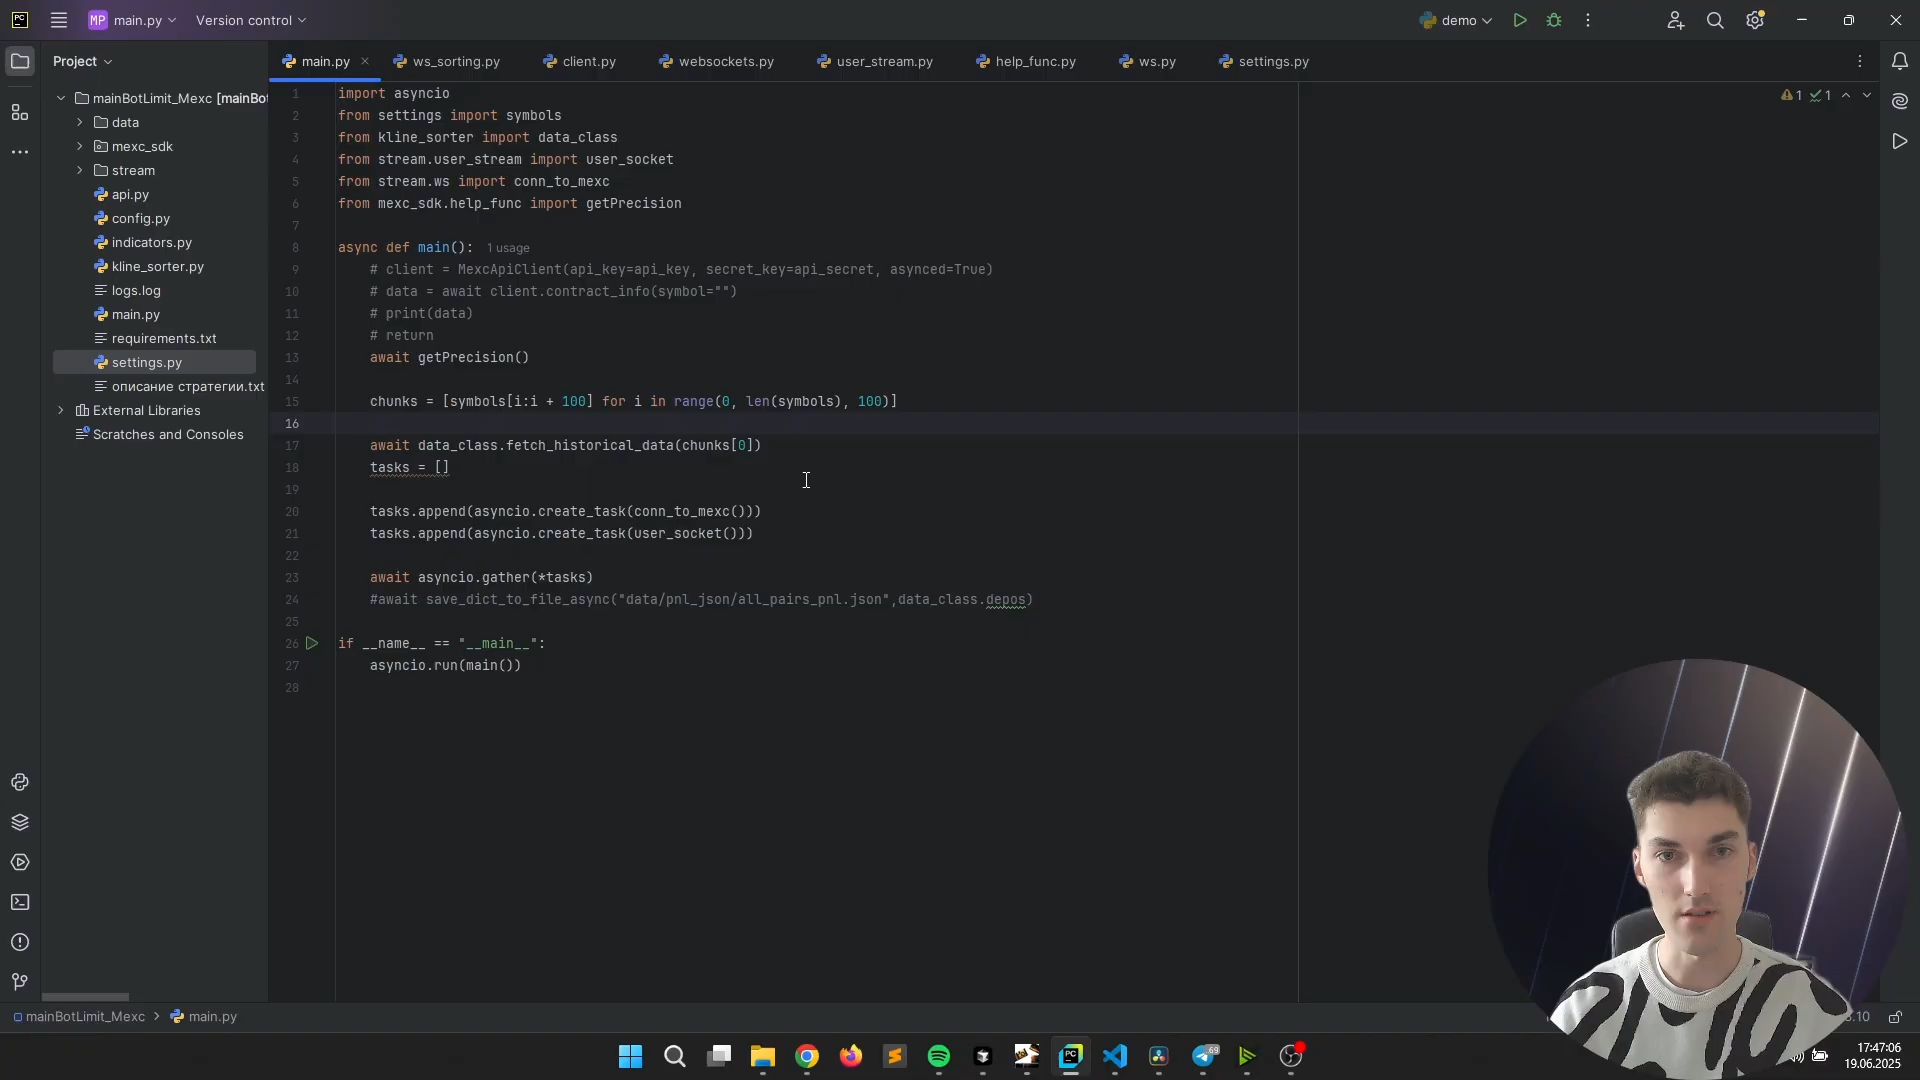 MP main.py Version control demo
Project
main.py ws_sorting.py client.py websockets.py user_stream.py help_func.py ws.py settings.py
mainBotLimit_Mexc [mainBot
data
mexc_sdk
stream
api.py
config.py
indicators.py
kline_sorter.py
logs.log
main.py
requirements.txt
settings.py
описание стратегии.txt
External Libraries
Scratches and Consoles
1 import asyncio
2 from settings import symbols
3 from kline_sorter import data_class
4 from stream.user_stream import user_socket
5 from stream.ws import conn_to_mexc
6 from mexc_sdk.help_func import getPrecision
7
8 async def main(): 1 usage
9 # client = MexcApiClient(api_key=api_key, secret_key=api_secret, asynced=True)
10 # data = await client.contract_info(symbol="")
11 # print(data)
12 # return
13 await getPrecision()
14
15 chunks = [symbols[i:i + 100] for i in range(0, len(symbols), 100)]
16
17 await data_class.fetch_historical_data(chunks[0])
18 tasks = []
19
20 tasks.append(asyncio.create_task(conn_to_mexc()))
21 tasks.append(asyncio.create_task(user_socket()))
22
23 await asyncio.gather(*tasks)
24 #await save_dict_to_file_async("data/pnl_json/all_pairs_pnl.json",data_class.depos)
25
26 if __name__ == "__main__":
27 asyncio.run(main())
28
1 1
mainBotLimit_Mexc > main.py
.10
PC
69
17:47:06
19.06.2025